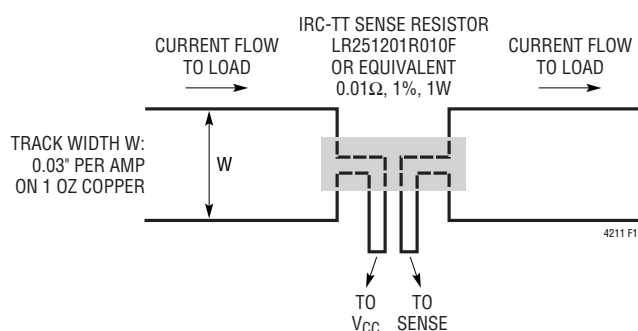 IRC-TT SENSE RESISTOR
LR251201R010F
OR EQUIVALENT
0.01Ω, 1%, 1W
CURRENT FLOW
TO LOAD
CURRENT FLOW
TO LOAD
TRACK WIDTH W:
0.03" PER AMP
ON 1 OZ COPPER
W
4211 F1
TO
VCC
TO
SENSE